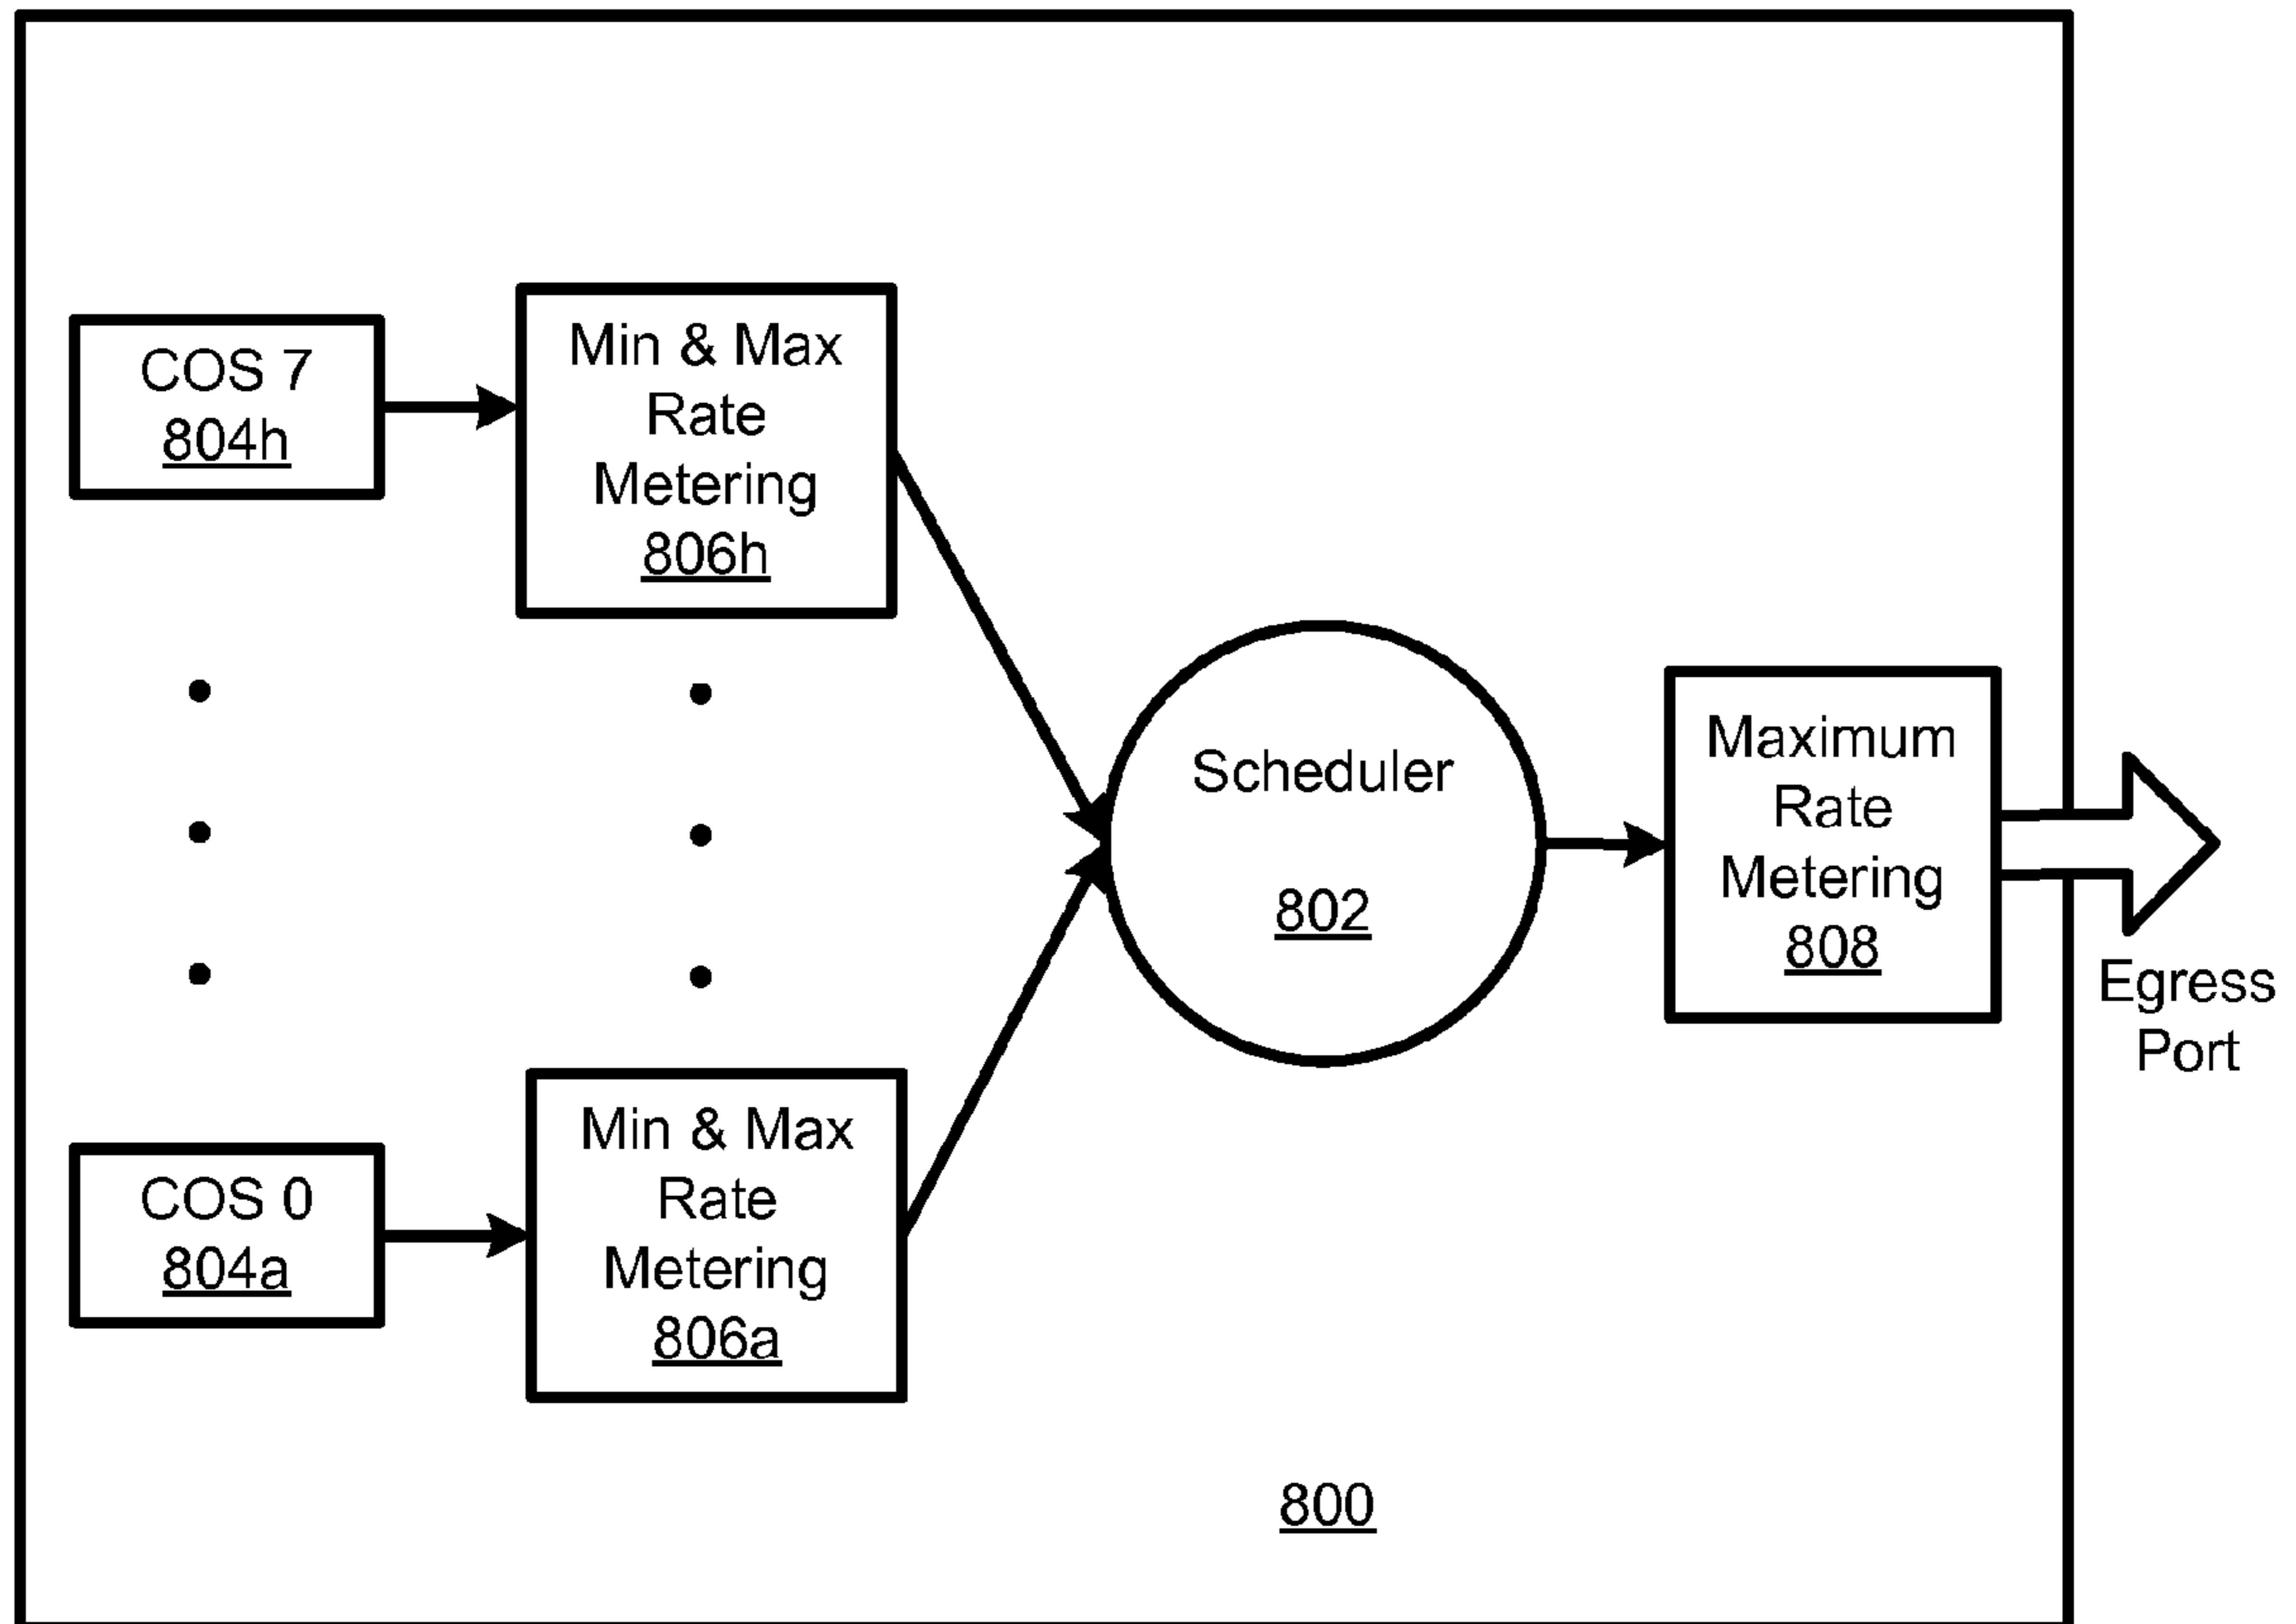 COS 7
804h
Min & Max
Rate
Metering
806h
Scheduler
802
Maximum
Rate
Metering
808
Egress
Port
COS 0
804a
Min & Max
Rate
Metering
806a
800